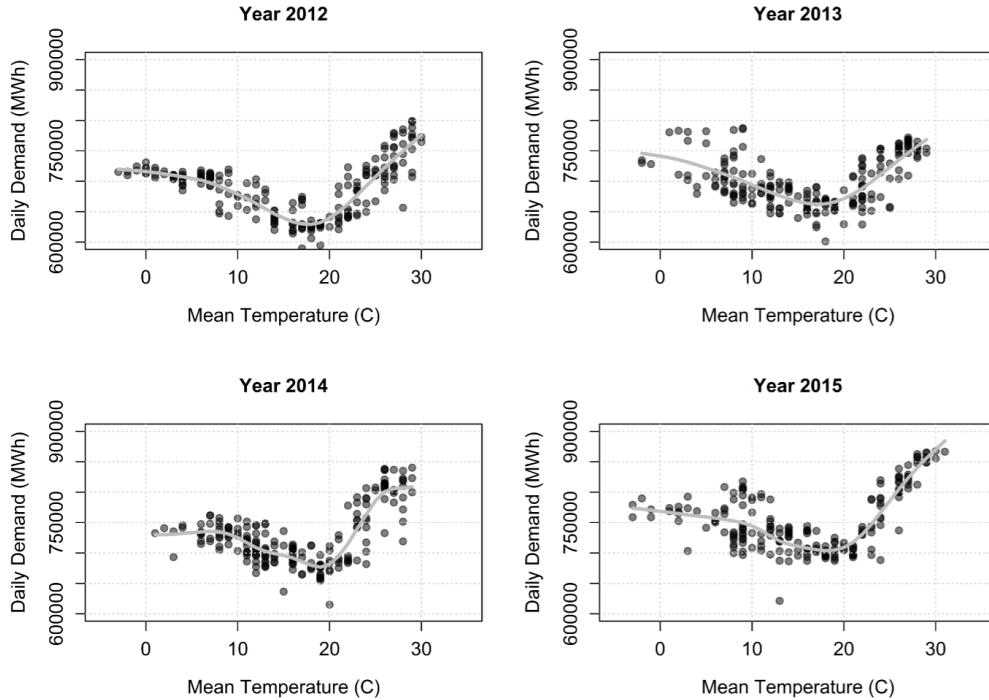 Year 2012
Daily Demand (MWh)
900000
750000
600000
0 10 20 30
Mean Temperature (C)
Year 2013
Daily Demand (MWh)
900000
750000
600000
0 10 20 30
Mean Temperature (C)
Year 2014
Daily Demand (MWh)
900000
750000
600000
0 10 20 30
Mean Temperature (C)
Year 2015
Daily Demand (MWh)
900000
750000
600000
0 10 20 30
Mean Temperature (C)